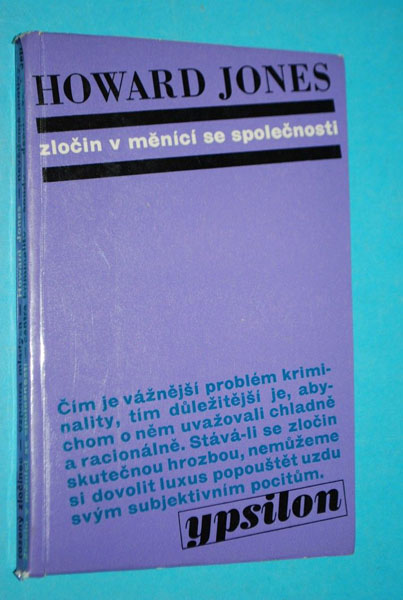 HOWARD JONES
zločin v měnící se společnosti
Čím je vážnější problém krimi-
nality, tím důležitější je, aby-
chom o něm uvažovali chladně
a racionálně. Stává-li se zločin
skutečnou hrozbou, nemůžeme
si dovolit luxus popouštět uzdu
svým subjektivním pocitům.
ypsilon